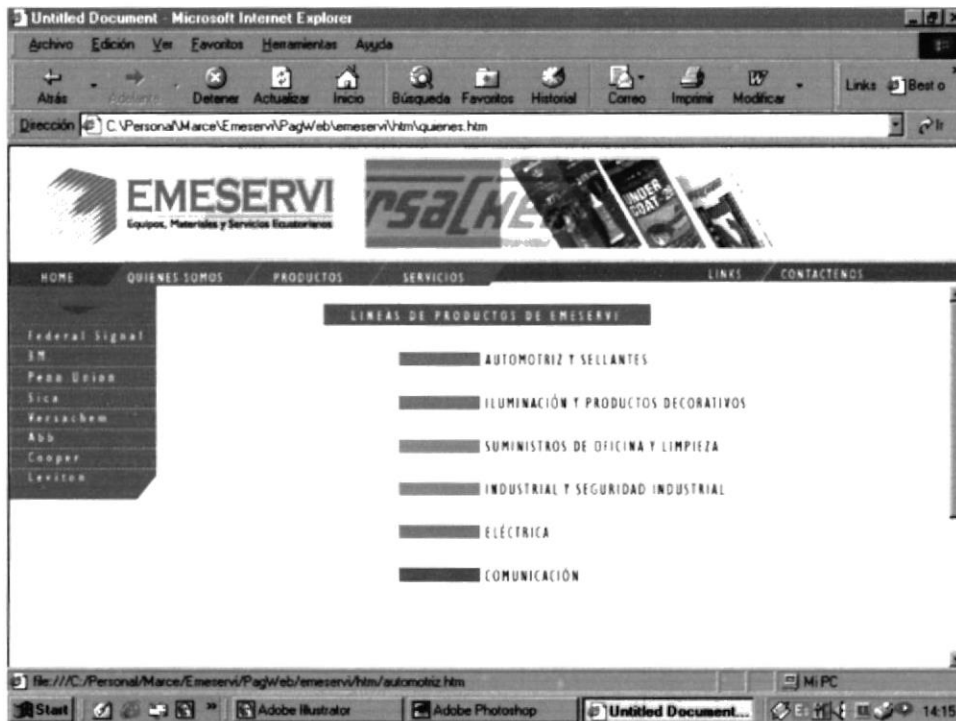 Untitled Document - Microsoft Internet Explorer
Archivo Edición Ver Favoritos Herramientas Ayuda
Atrás Adelante Detener Actualizar Inicio Búsqueda Favoritos Historial Correo Imprimir Modificar Links Best o
Dirección C:\Personal\Marce\Emeservi\PagWeb\emeservi\htm\quienes.htm Ir
EMESERVI
Equipos, Materiales y Servicios Ecuatorianos
UNDER COAT
HOME QUIENES SOMOS PRODUCTOS SERVICIOS LINKS CONTACTENOS
LINEAS DE PRODUCTOS DE EMESERVI
Federal Signal
3M
Penn Union
Sica
Versachem
Abb
Cooper
Leviton
AUTOMOTRIZ Y SELLANTES
ILUMINACIÓN Y PRODUCTOS DECORATIVOS
SUMINISTROS DE OFICINA Y LIMPIEZA
INDUSTRIAL Y SEGURIDAD INDUSTRIAL
ELÉCTRICA
COMUNICACIÓN
file:///C:/Personal/Marce/Emeservi/PagWeb/emeservi/htm/automotriz.htm Mi PC
Start Adobe Illustrator Adobe Photoshop Untitled Document... 14:15